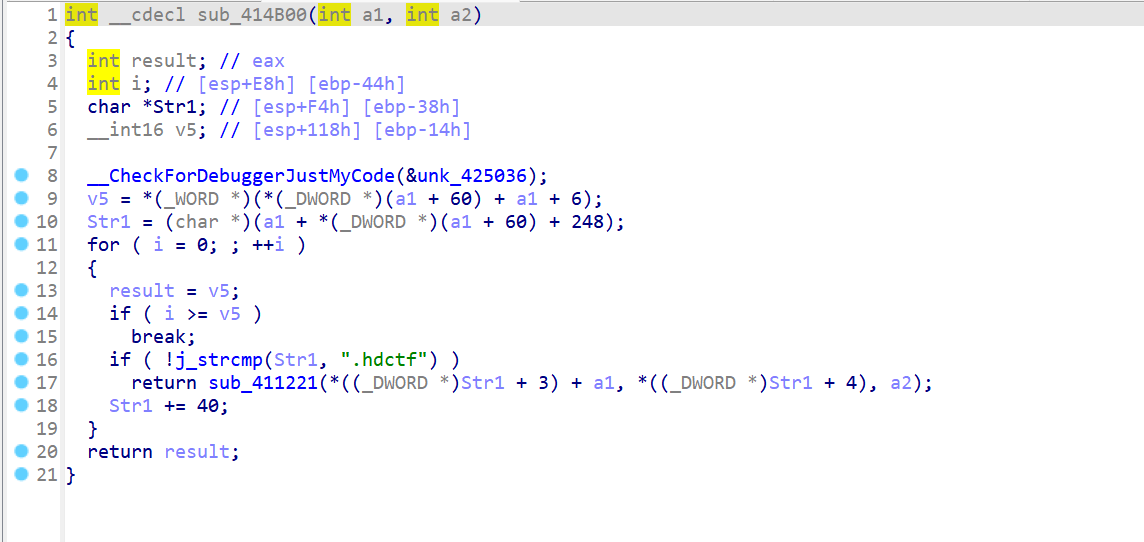 1 int __cdecl sub_414B00(int a1, int a2)
2 {
3 int result; // eax
4 int i; // [esp+E8h] [ebp-44h]
5 char *Str1; // [esp+F4h] [ebp-38h]
6 __int16 v5; // [esp+118h] [ebp-14h]
7
8 __CheckForDebuggerJustMyCode(&unk_425036);
9 v5 = *(_WORD *)(*(_DWORD *)(a1 + 60) + a1 + 6);
10 Str1 = (char *)(a1 + *(_DWORD *)(a1 + 60) + 248);
11 for ( i = 0; ; ++i )
12 {
13 result = v5;
14 if ( i >= v5 )
15 break;
16 if ( !j_strcmp(Str1, ".hdctf") )
17 return sub_411221(*((_DWORD *)Str1 + 3) + a1, *((_DWORD *)Str1 + 4), a2);
18 Str1 += 40;
19 }
20 return result;
21 }